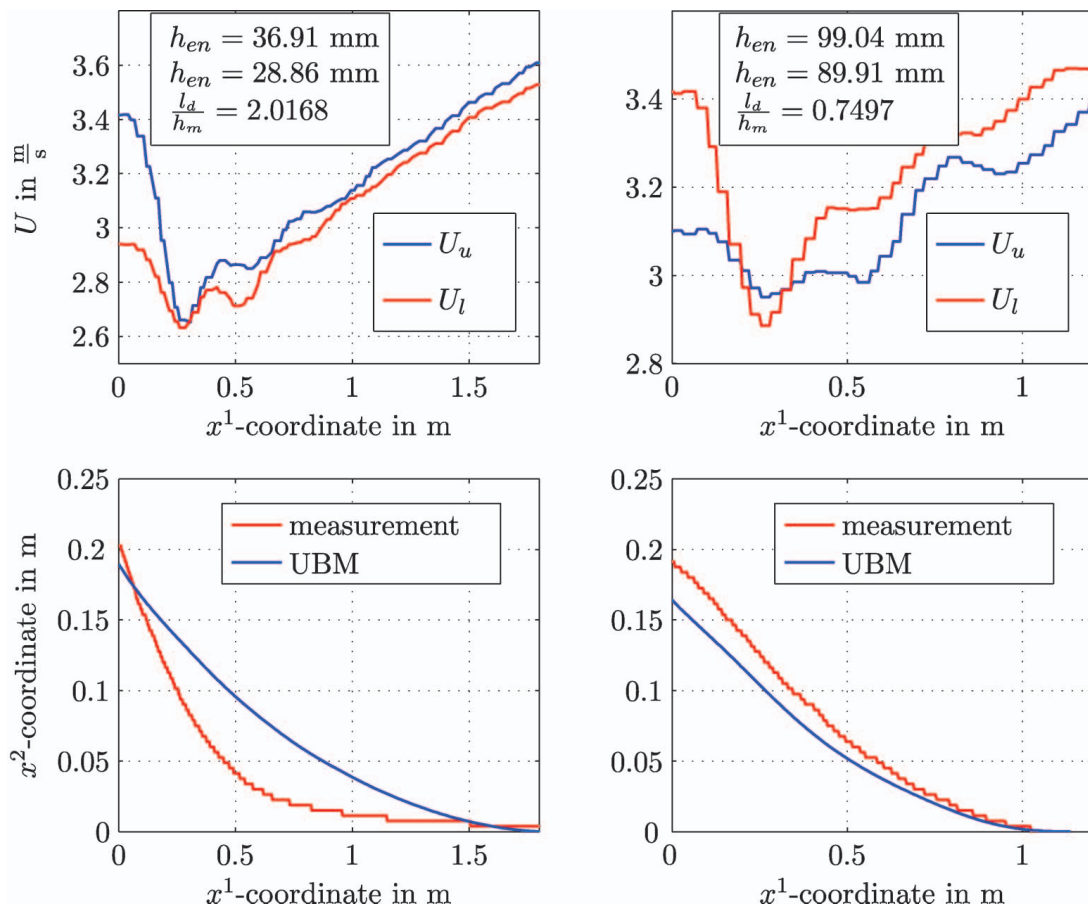 h_en = 36.91 mm
h_en = 28.86 mm
l_d/h_m = 2.0168
U in m/s
3.6
3.4
3.2
3
2.8
2.6
U_u
U_l
0 0.5 1 1.5
x^1-coordinate in m
h_en = 99.04 mm
h_en = 89.91 mm
l_d/h_m = 0.7497
3.4
3.2
3
2.8
U_u
U_l
0 0.5 1
x^1-coordinate in m
x^2-coordinate in m
0.25
0.2
0.15
0.1
0.05
0
measurement
UBM
0 0.5 1 1.5
x^1-coordinate in m
0.25
0.2
0.15
0.1
0.05
0
measurement
UBM
0 0.5 1
x^1-coordinate in m